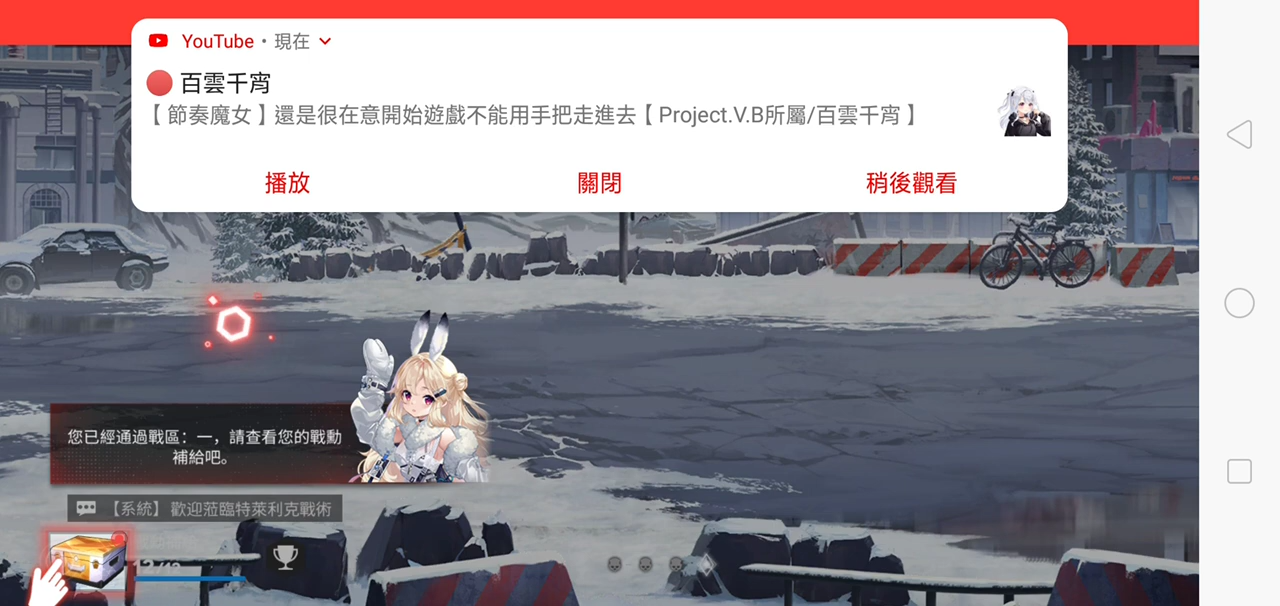 YouTube • 現在
百雲千宵
【節奏魔女】還是很在意開始遊戲不能用手把走進去【Project.V.B所屬/百雲千宵】
播放 關閉 稍後觀看
您已經通過戰區：一，請查看您的戰勳
補給吧。
【系統】歡迎蒞臨特萊利克戰術